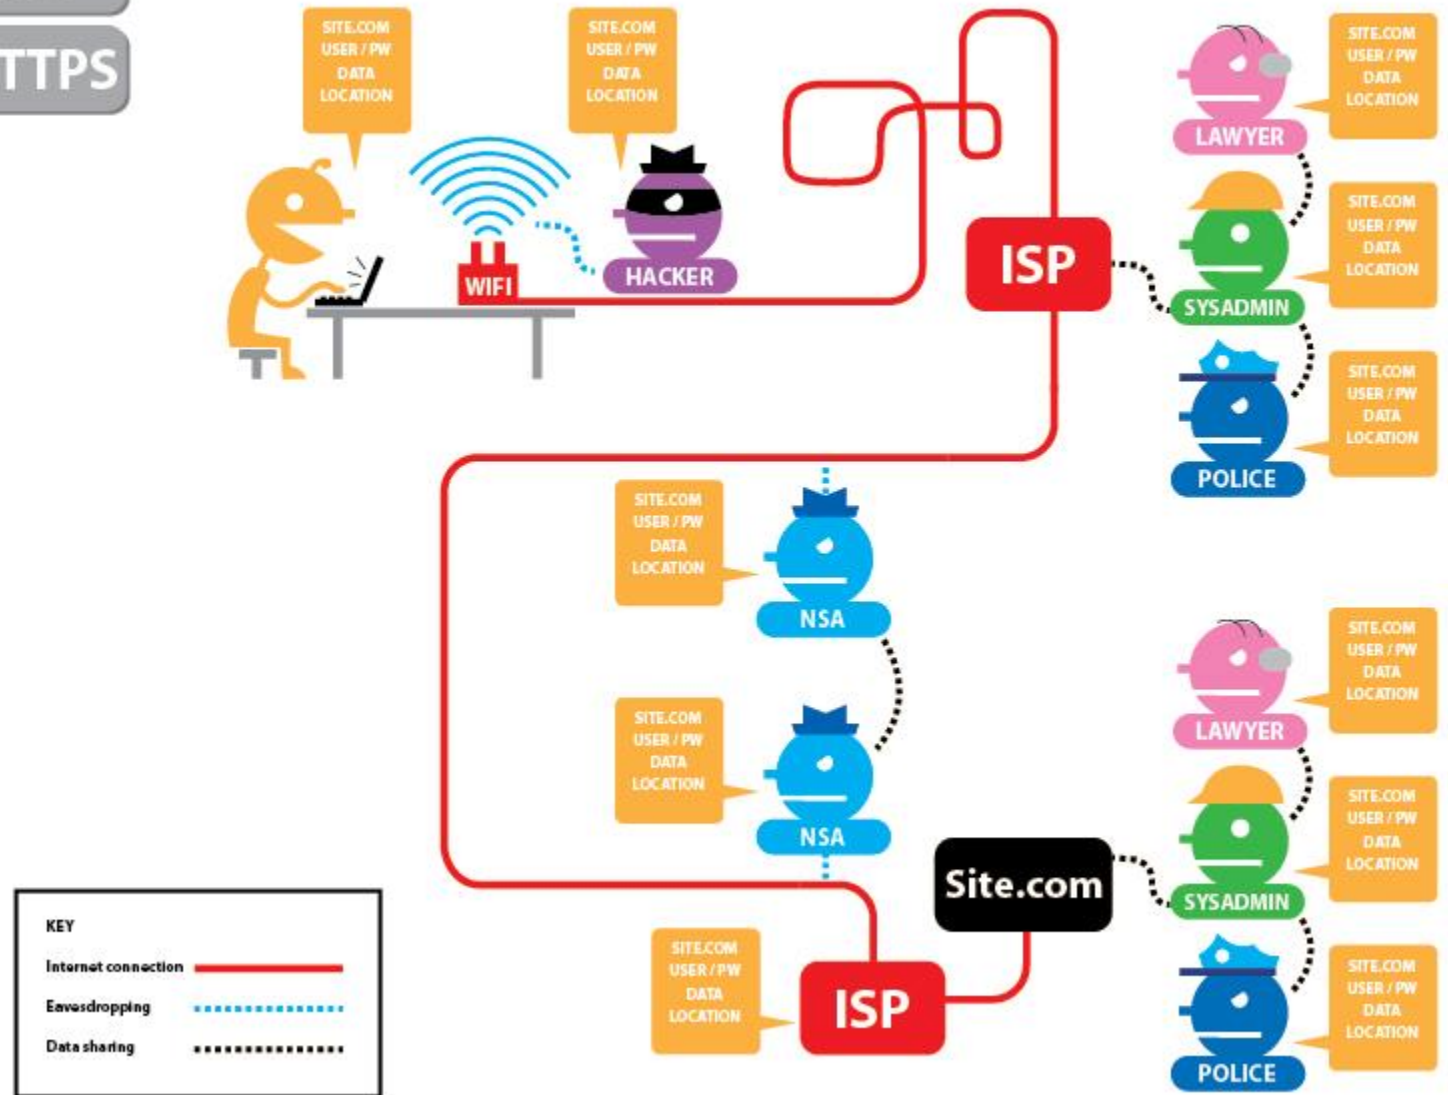 TTPS
SITE.COM
USER / PW
DATA
LOCATION
SITE.COM
USER / PW
DATA
LOCATION
WIFI
HACKER
ISP
SITE.COM
USER / PW
DATA
LOCATION
LAWYER
SITE.COM
USER / PW
DATA
LOCATION
SYSADMIN
SITE.COM
USER / PW
DATA
LOCATION
POLICE
SITE.COM
USER / PW
DATA
LOCATION
NSA
SITE.COM
USER / PW
DATA
LOCATION
NSA
SITE.COM
USER / PW
DATA
LOCATION
LAWYER
SITE.COM
USER / PW
DATA
LOCATION
SYSADMIN
SITE.COM
USER / PW
DATA
LOCATION
POLICE
Site.com
SITE.COM
USER / PW
DATA
LOCATION
ISP
KEY
Internet connection
Eavesdropping
Data sharing